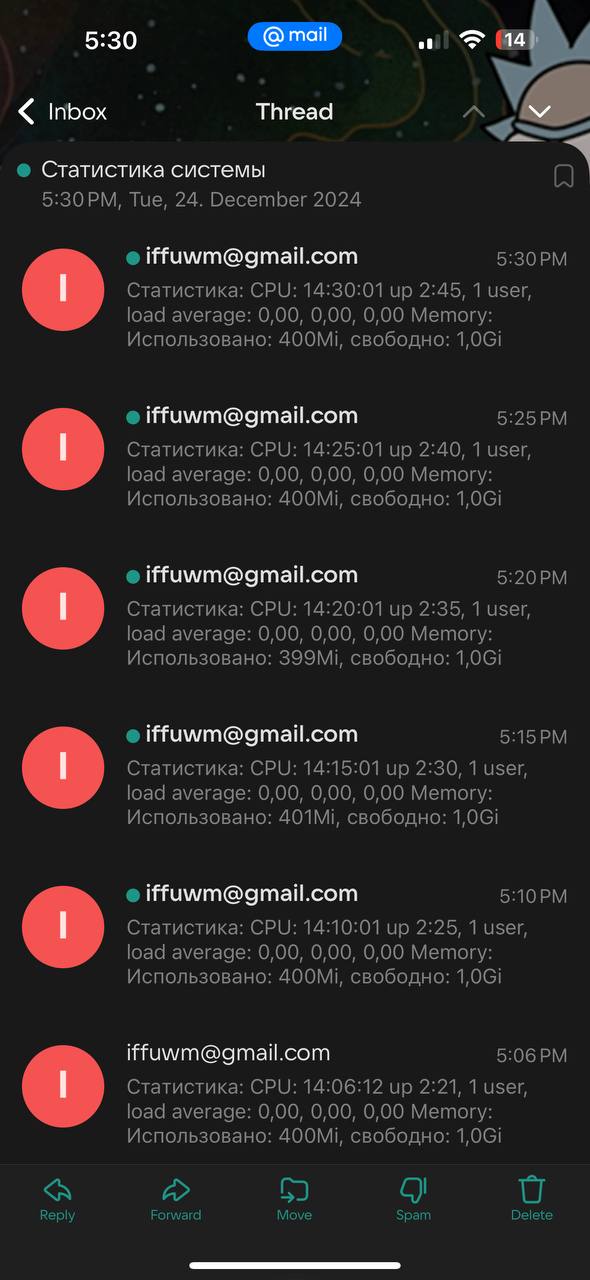 5:30
@mail
14
Inbox
Thread
Статистика системы
5:30 PM, Tue, 24. December 2024
I
iffuwm@gmail.com
5:30 PM
Статистика: CPU: 14:30:01 up 2:45, 1 user,
load average: 0,00, 0,00, 0,00 Memory:
Использовано: 400Mi, свободно: 1,0Gi
I
iffuwm@gmail.com
5:25 PM
Статистика: CPU: 14:25:01 up 2:40, 1 user,
load average: 0,00, 0,00, 0,00 Memory:
Использовано: 400Mi, свободно: 1,0Gi
I
iffuwm@gmail.com
5:20 PM
Статистика: CPU: 14:20:01 up 2:35, 1 user,
load average: 0,00, 0,00, 0,00 Memory:
Использовано: 399Mi, свободно: 1,0Gi
I
iffuwm@gmail.com
5:15 PM
Статистика: CPU: 14:15:01 up 2:30, 1 user,
load average: 0,00, 0,00, 0,00 Memory:
Использовано: 401Mi, свободно: 1,0Gi
I
iffuwm@gmail.com
5:10 PM
Статистика: CPU: 14:10:01 up 2:25, 1 user,
load average: 0,00, 0,00, 0,00 Memory:
Использовано: 400Mi, свободно: 1,0Gi
I
iffuwm@gmail.com
5:06 PM
Статистика: CPU: 14:06:12 up 2:21, 1 user,
load average: 0,00, 0,00, 0,00 Memory:
Использовано: 400Mi, свободно: 1,0Gi
Reply
Forward
Move
Spam
Delete